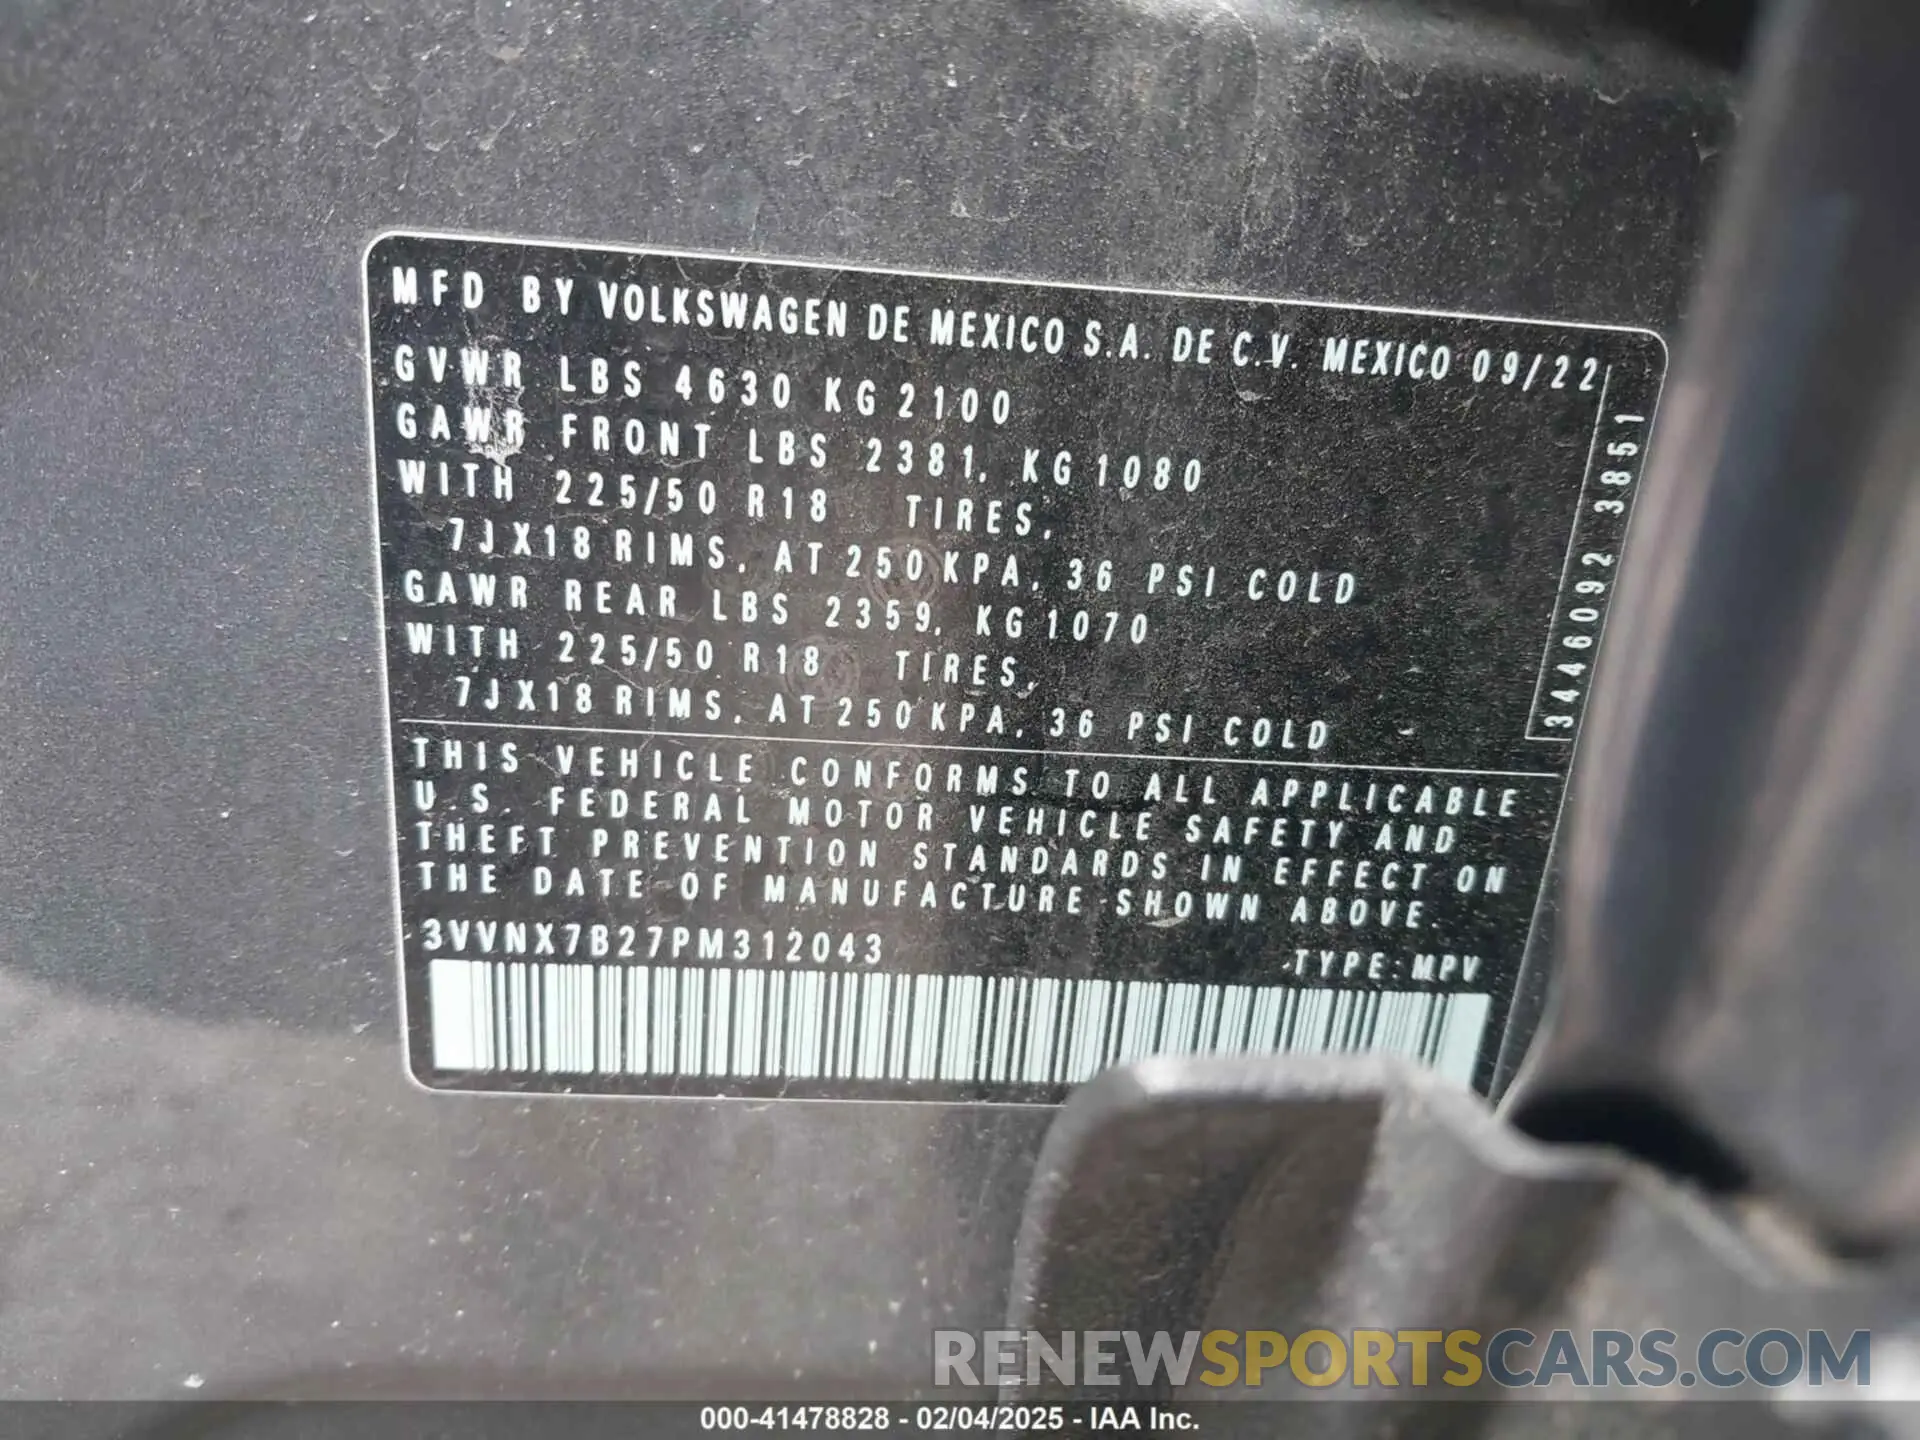 MFD BY VOLKSWAGEN DE MEXICO S.A. DE C.V. MEXICO 09/22
GVWR LBS 4630 KG 2100
GAWR FRONT LBS 2381, KG 1080
WITH 225/50 R18 TIRES,
7JX18 RIMS, AT 250 KPA, 36 PSI COLD
GAWR REAR LBS 2359, KG 1070
WITH 225/50 R18 TIRES,
7JX18 RIMS, AT 250 KPA, 36 PSI COLD
3446092 3851
THIS VEHICLE CONFORMS TO ALL APPLICABLE
U.S. FEDERAL MOTOR VEHICLE SAFETY AND
THEFT PREVENTION STANDARDS IN EFFECT ON
THE DATE OF MANUFACTURE SHOWN ABOVE.
3VVNX7B27PM312043
TYPE: MPV
RENEWSPORTSCARS.COM
000-41478828 - 02/04/2025 - IAA Inc.